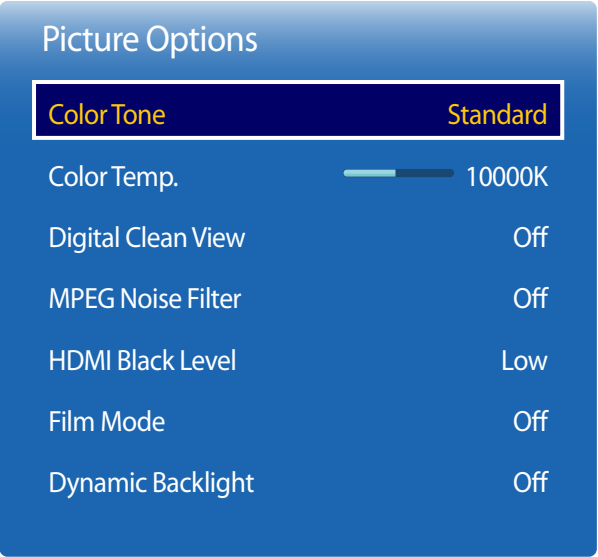 Picture Options
Color Tone Standard
Color Temp. 10000K
Digital Clean View Off
MPEG Noise Filter Off
HDMI Black Level Low
Film Mode Off
Dynamic Backlight Off